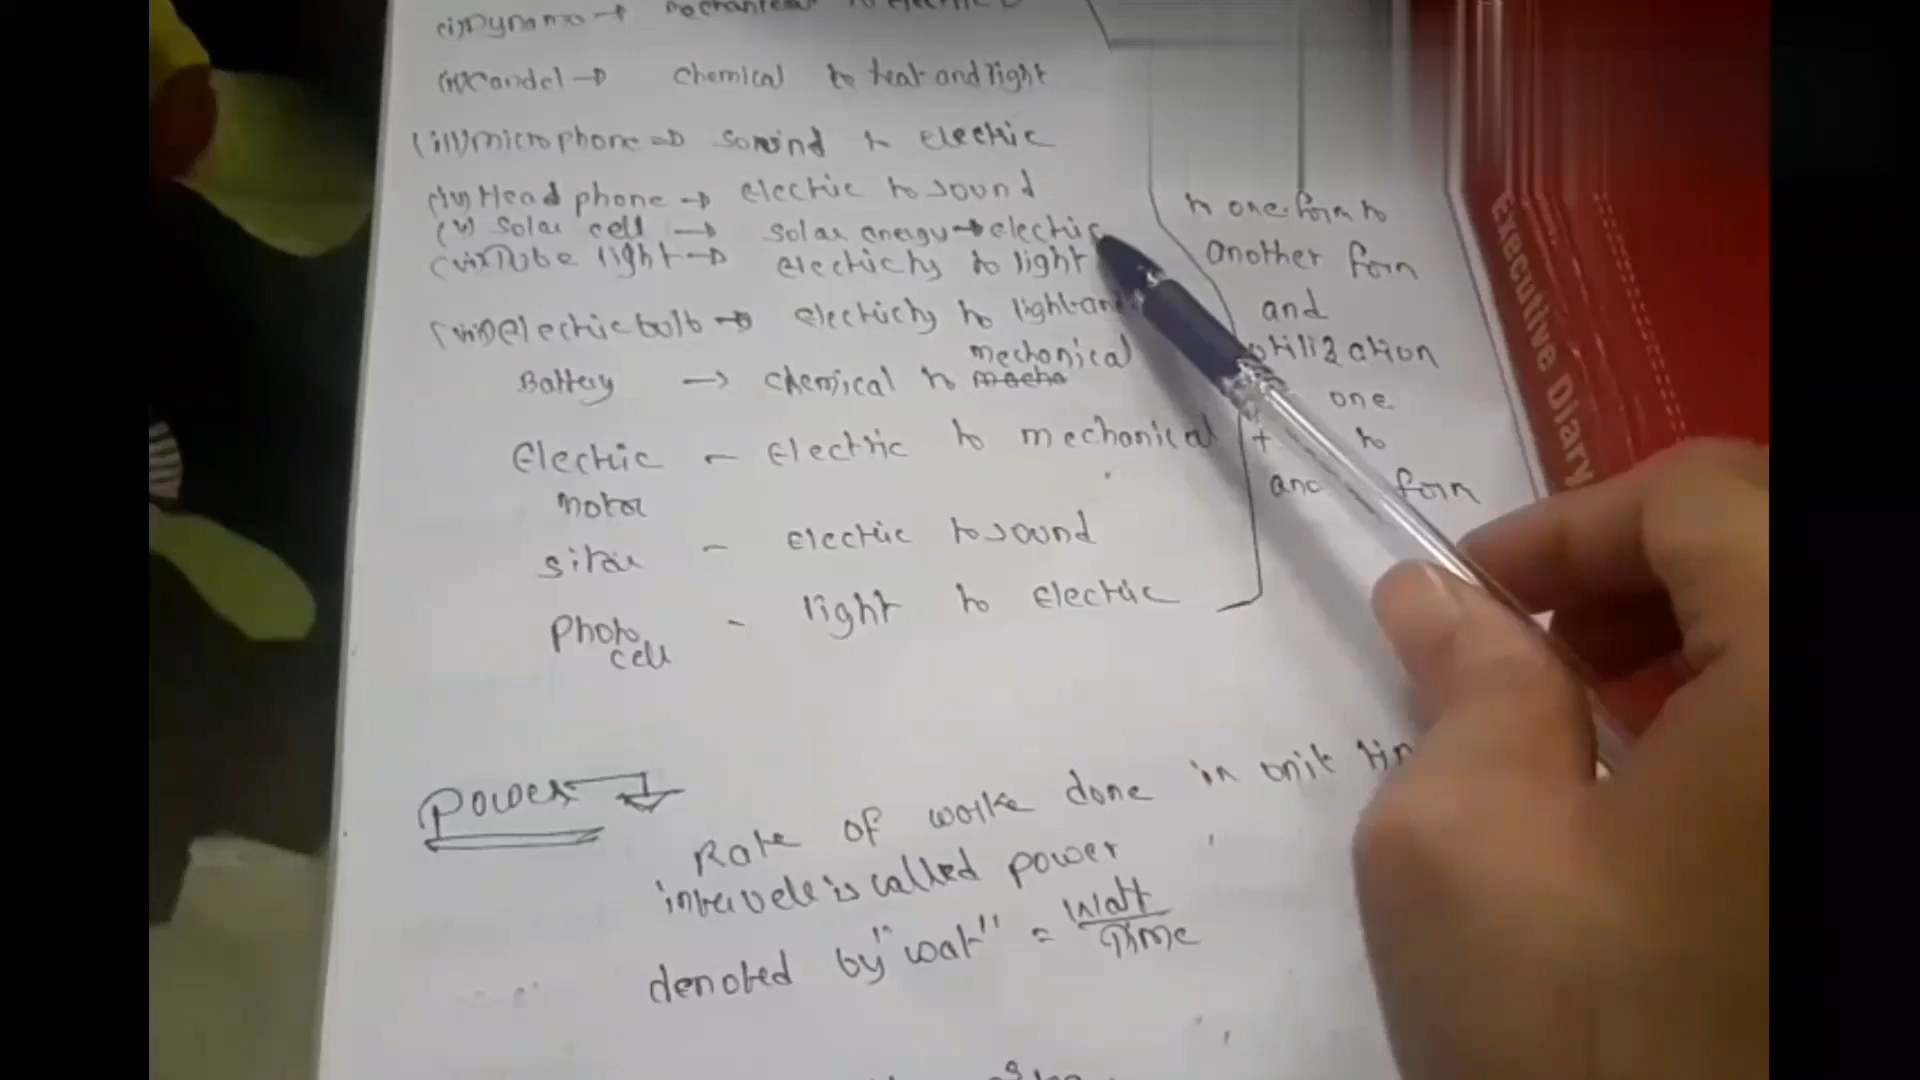 (i) Dynamo → mechanical to electric
(ii) candel → chemical to heat and light
(iii) microphone → sound to electric
(iv) Head phone → electric to sound
(v) solar cell → solar energy → electric
(vi) Tube light → electricity to light
(vii) electric bulb → electricity to light and
mechanical
Battery → chemical to mecha
Electric - Electric to mechanical
motor
sitar - electric to sound
Photo cell - light to electric
to one form to
another form
and
utilization
one
+ to
form
Power
Rate of worke done in unit
intervele is called power
denoted by "wat" = Watt
Time
Executive Diary